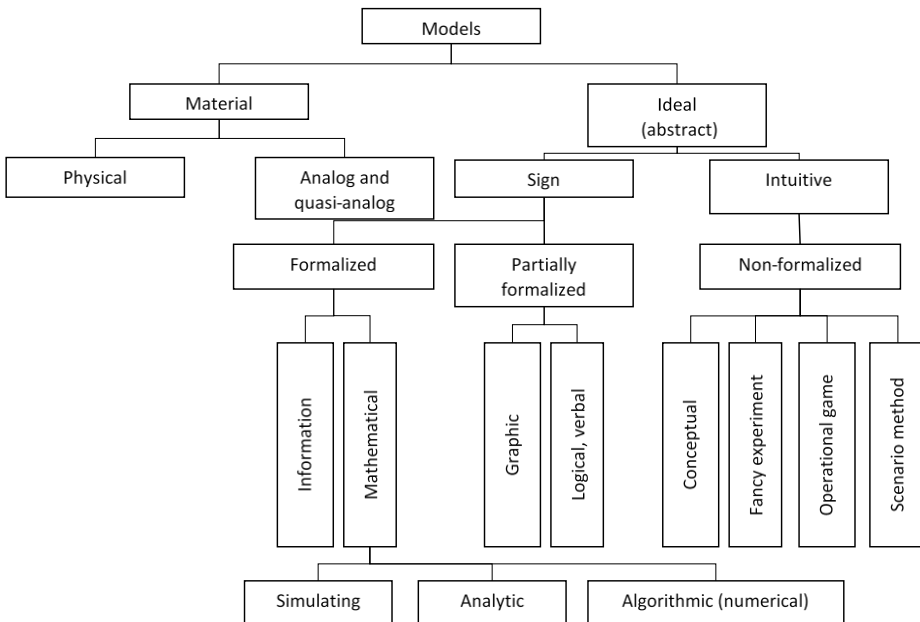 Models
Material
Ideal
(abstract)
Physical
Analog and
quasi-analog
Sign
Intuitive
Formalized
Partially
formalized
Non-formalized
Information
Mathematical
Graphic
Logical, verbal
Conceptual
Fancy experiment
Operational game
Scenario method
Simulating
Analytic
Algorithmic (numerical)